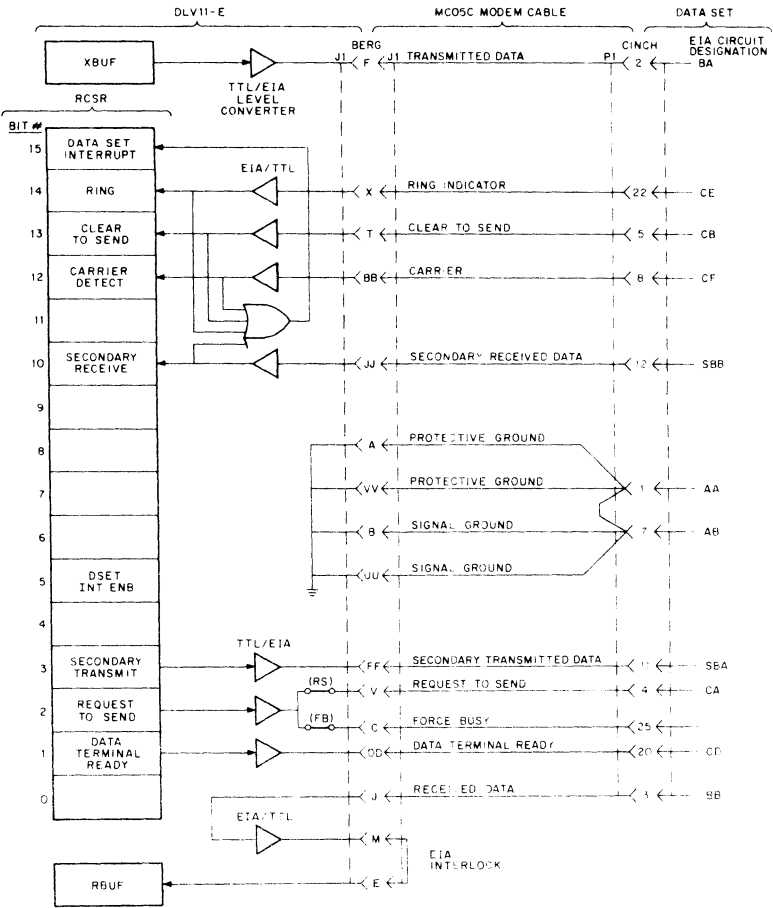 DLV11-E MC05C MODEM CABLE DATA SET
XBUF
TTL/EIA
LEVEL
CONVERTER
BERG
J1 F J1 TRANSMITTED DATA P1
CINCH
2
EIA CIRCUIT
DESIGNATION
BA
RCSR
BIT #
15 DATA SET
INTERRUPT
EIA/TTL
14 RING X RING INDICATOR 22 CE
13 CLEAR
TO SEND T CLEAR TO SEND 5 CB
12 CARRIER
DETECT BB CARRIER 8 CF
11
10 SECONDARY
RECEIVE JJ SECONDARY RECEIVED DATA 12 SBB
9
8 A PROTECTIVE GROUND
7 VV PROTECTIVE GROUND 1 AA
6 B SIGNAL GROUND 7 AB
5 DSET
INT ENB UU SIGNAL GROUND
4
TTL/EIA
3 SECONDARY
TRANSMIT FF SECONDARY TRANSMITTED DATA 11 SBA
(RS) V REQUEST TO SEND 4 CA
2 REQUEST
TO SEND
(FB) C FORCE BUSY 25
1 DATA
TERMINAL
READY DD DATA TERMINAL READY 20 CD
0 J RECEIVED DATA 3 BB
EIA/TTL
M
EIA
INTERLOCK
RBUF E